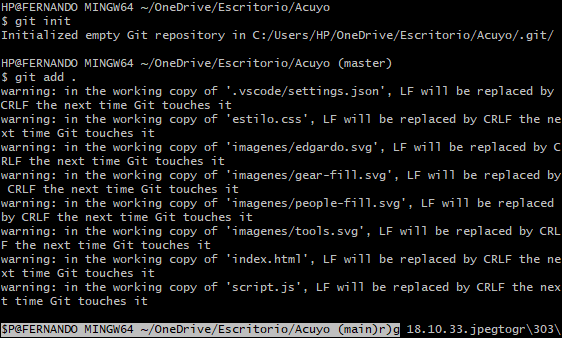 HP@FERNANDO MINGW64 ~/OneDrive/Escritorio/Acuyo
$ git init
Initialized empty Git repository in C:/Users/HP/OneDrive/Escritorio/Acuyo/.git/
HP@FERNANDO MINGW64 ~/OneDrive/Escritorio/Acuyo (master)
$ git add .
warning: in the working copy of '.vscode/settings.json', LF will be replaced by
CRLF the next time Git touches it
warning: in the working copy of 'estilo.css', LF will be replaced by CRLF the ne
xt time Git touches it
warning: in the working copy of 'imagenes/edgardo.svg', LF will be replaced by C
RLF the next time Git touches it
warning: in the working copy of 'imagenes/gear-fill.svg', LF will be replaced by
 CRLF the next time Git touches it
warning: in the working copy of 'imagenes/people-fill.svg', LF will be replaced
by CRLF the next time Git touches it
warning: in the working copy of 'imagenes/tools.svg', LF will be replaced by CRL
F the next time Git touches it
warning: in the working copy of 'index.html', LF will be replaced by CRLF the ne
xt time Git touches it
warning: in the working copy of 'script.js', LF will be replaced by CRLF the nex
t time Git touches it
$P@FERNANDO MINGW64 ~/OneDrive/Escritorio/Acuyo (main)r)g 18.10.33.jpegtogr\303\